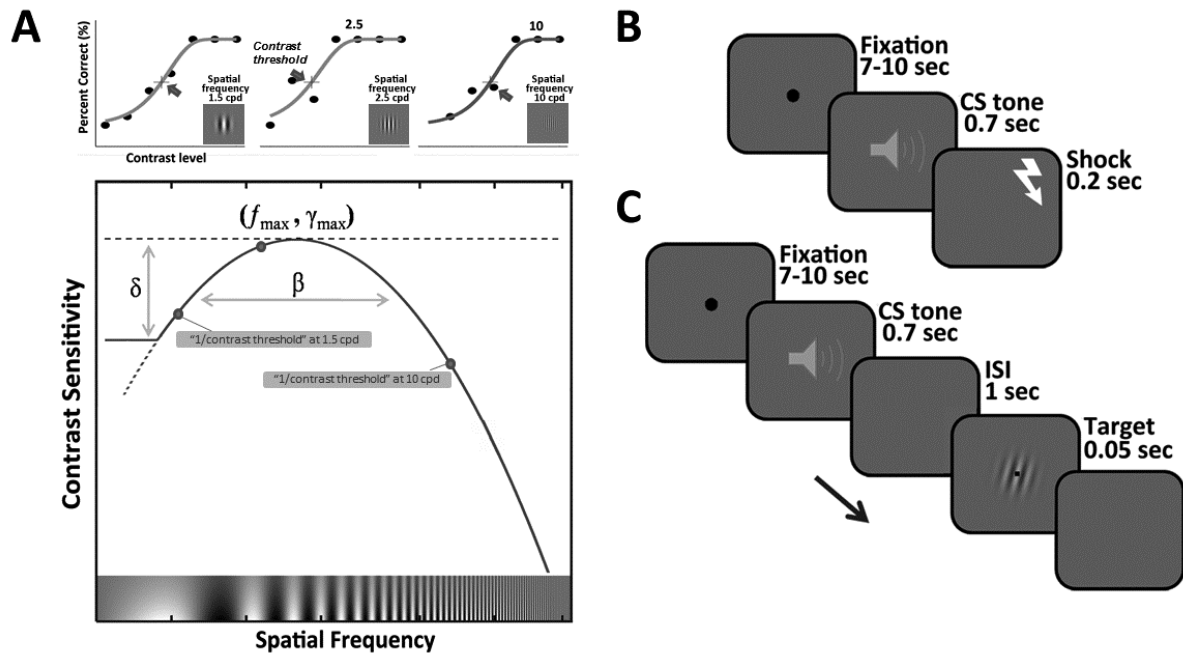 A
Percent Correct (%)
2.5
10
Contrast
threshold
Spatial
frequency
1.5 cpd
Spatial
frequency
2.5 cpd
Spatial
frequency
10 cpd
Contrast level
(fmax , γmax)
δ
β
"1/contrast threshold" at 1.5 cpd
"1/contrast threshold" at 10 cpd
Contrast Sensitivity
Spatial Frequency
B
Fixation
7-10 sec
CS tone
0.7 sec
Shock
0.2 sec
C
Fixation
7-10 sec
CS tone
0.7 sec
ISI
1 sec
Target
0.05 sec